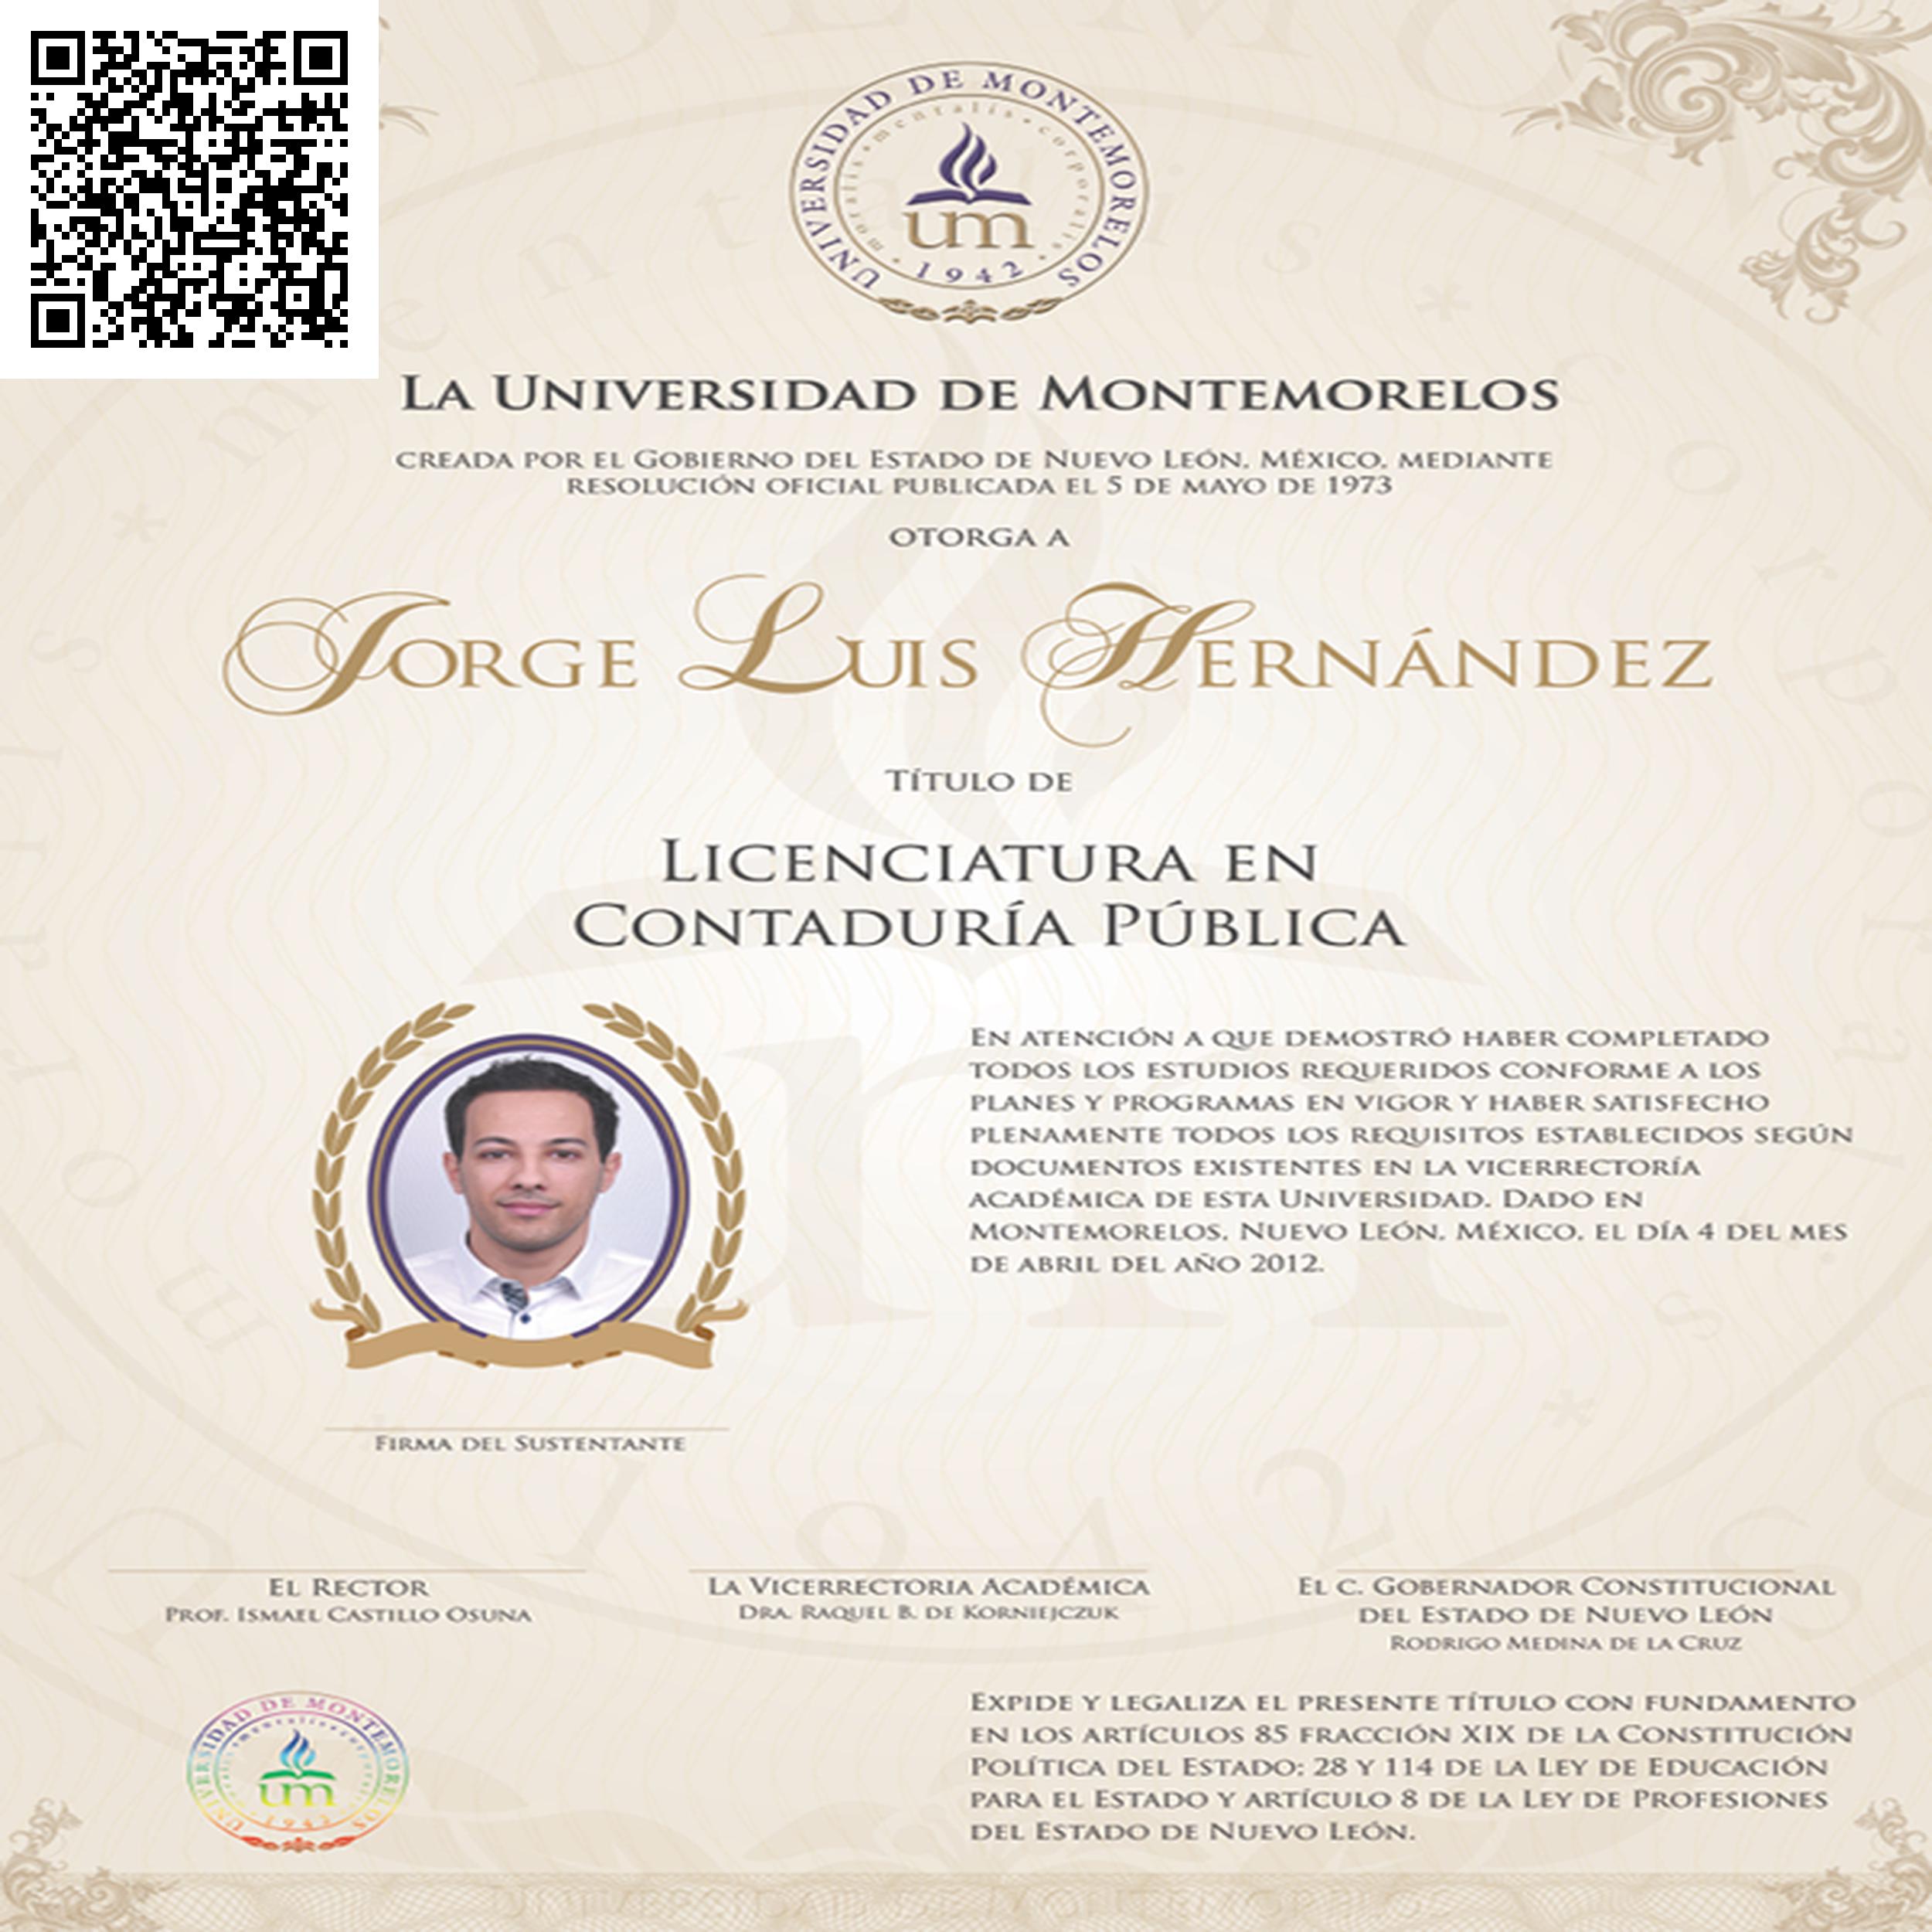 UNIVERSIDAD DE MONTEMORELOS
mentalis • corporalis • moralis
um
• 1942 •
LA UNIVERSIDAD DE MONTEMORELOS
CREADA POR EL GOBIERNO DEL ESTADO DE NUEVO LEÓN, MÉXICO, MEDIANTE
RESOLUCIÓN OFICIAL PUBLICADA EL 5 DE MAYO DE 1973
OTORGA A
JORGE LUIS HERNÁNDEZ
TÍTULO DE
LICENCIATURA EN
CONTADURÍA PÚBLICA
EN ATENCIÓN A QUE DEMOSTRÓ HABER COMPLETADO
TODOS LOS ESTUDIOS REQUERIDOS CONFORME A LOS
PLANES Y PROGRAMAS EN VIGOR Y HABER SATISFECHO
PLENAMENTE TODOS LOS REQUISITOS ESTABLECIDOS SEGÚN
DOCUMENTOS EXISTENTES EN LA VICERRECTORÍA
ACADÉMICA DE ESTA UNIVERSIDAD. DADO EN
MONTEMORELOS, NUEVO LEÓN, MÉXICO, EL DÍA 4 DEL MES
DE ABRIL DEL AÑO 2012.
FIRMA DEL SUSTENTANTE
EL RECTOR
PROF. ISMAEL CASTILLO OSUNA
LA VICERRECTORIA ACADÉMICA
DRA. RAQUEL B. DE KORNIEJCZUK
EL C. GOBERNADOR CONSTITUCIONAL
DEL ESTADO DE NUEVO LEÓN
RODRIGO MEDINA DE LA CRUZ
UNIVERSIDAD DE MONTEMORELOS
um
1942
EXPIDE Y LEGALIZA EL PRESENTE TÍTULO CON FUNDAMENTO
EN LOS ARTÍCULOS 85 FRACCIÓN XIX DE LA CONSTITUCIÓN
POLÍTICA DEL ESTADO: 28 Y 114 DE LA LEY DE EDUCACIÓN
PARA EL ESTADO Y ARTÍCULO 8 DE LA LEY DE PROFESIONES
DEL ESTADO DE NUEVO LEÓN.
UNIVERSIDAD DE MONTEMORELOS